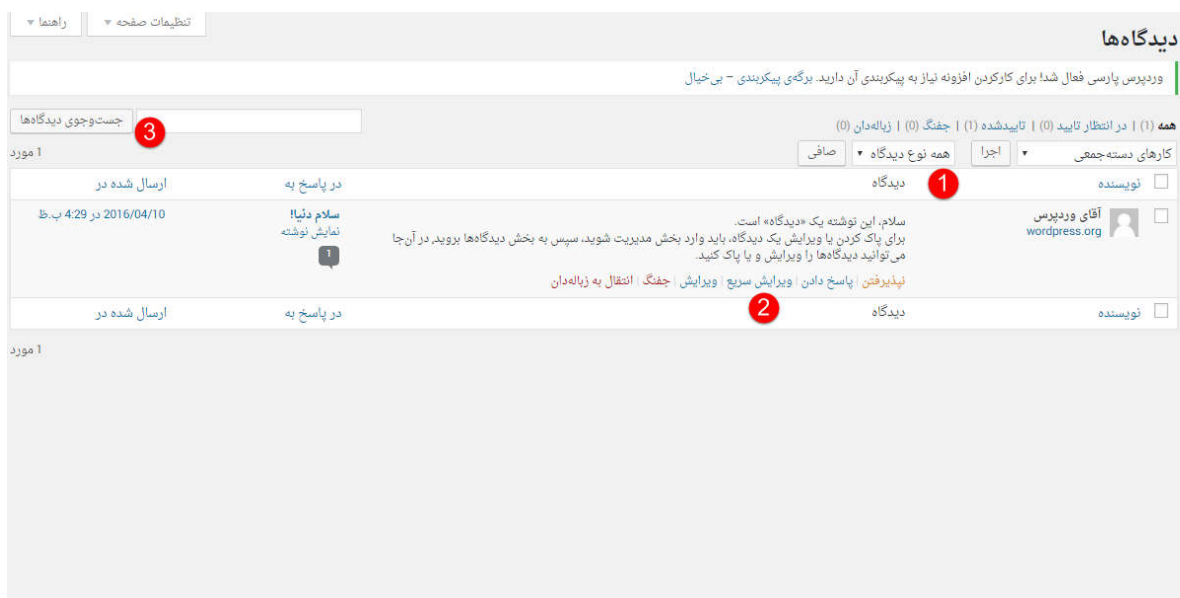 راهنما ▾ تنظیمات صفحه ▾
دیدگاه‌ها
وردپرس پارسی فعال شد! برای کارکردن افزونه نیاز به پیکربندی آن دارید. برگه‌ی پیکربندی – بی‌خیال
همه (1) | در انتظار تایید (0) | تاییدشده (1) | جفنگ (0) | زباله‌دان (0)
جست‌وجوی دیدگاه‌ها
3
کارهای دسته‌جمعی ▾ اجرا همه نوع دیدگاه ▾ صافی
1 مورد
نویسنده 1 دیدگاه در پاسخ به ارسال شده در
آقای وردپرس
wordpress.org
سلام، این نوشته یک «دیدگاه» است.
برای پاک کردن یا ویرایش یک دیدگاه، باید وارد بخش مدیریت شوید، سپس به بخش دیدگاه‌ها بروید, در آن‌جا
می‌توانید دیدگاه‌ها را ویرایش و یا پاک کنید.
نپذیرفتن | پاسخ دادن | ویرایش سریع | ویرایش | جفنگ | انتقال به زباله‌دان
سلام دنیا!
نمایش نوشته
1
2016/04/10 در 4:29 ب.ظ
2
نویسنده دیدگاه در پاسخ به ارسال شده در
1 مورد